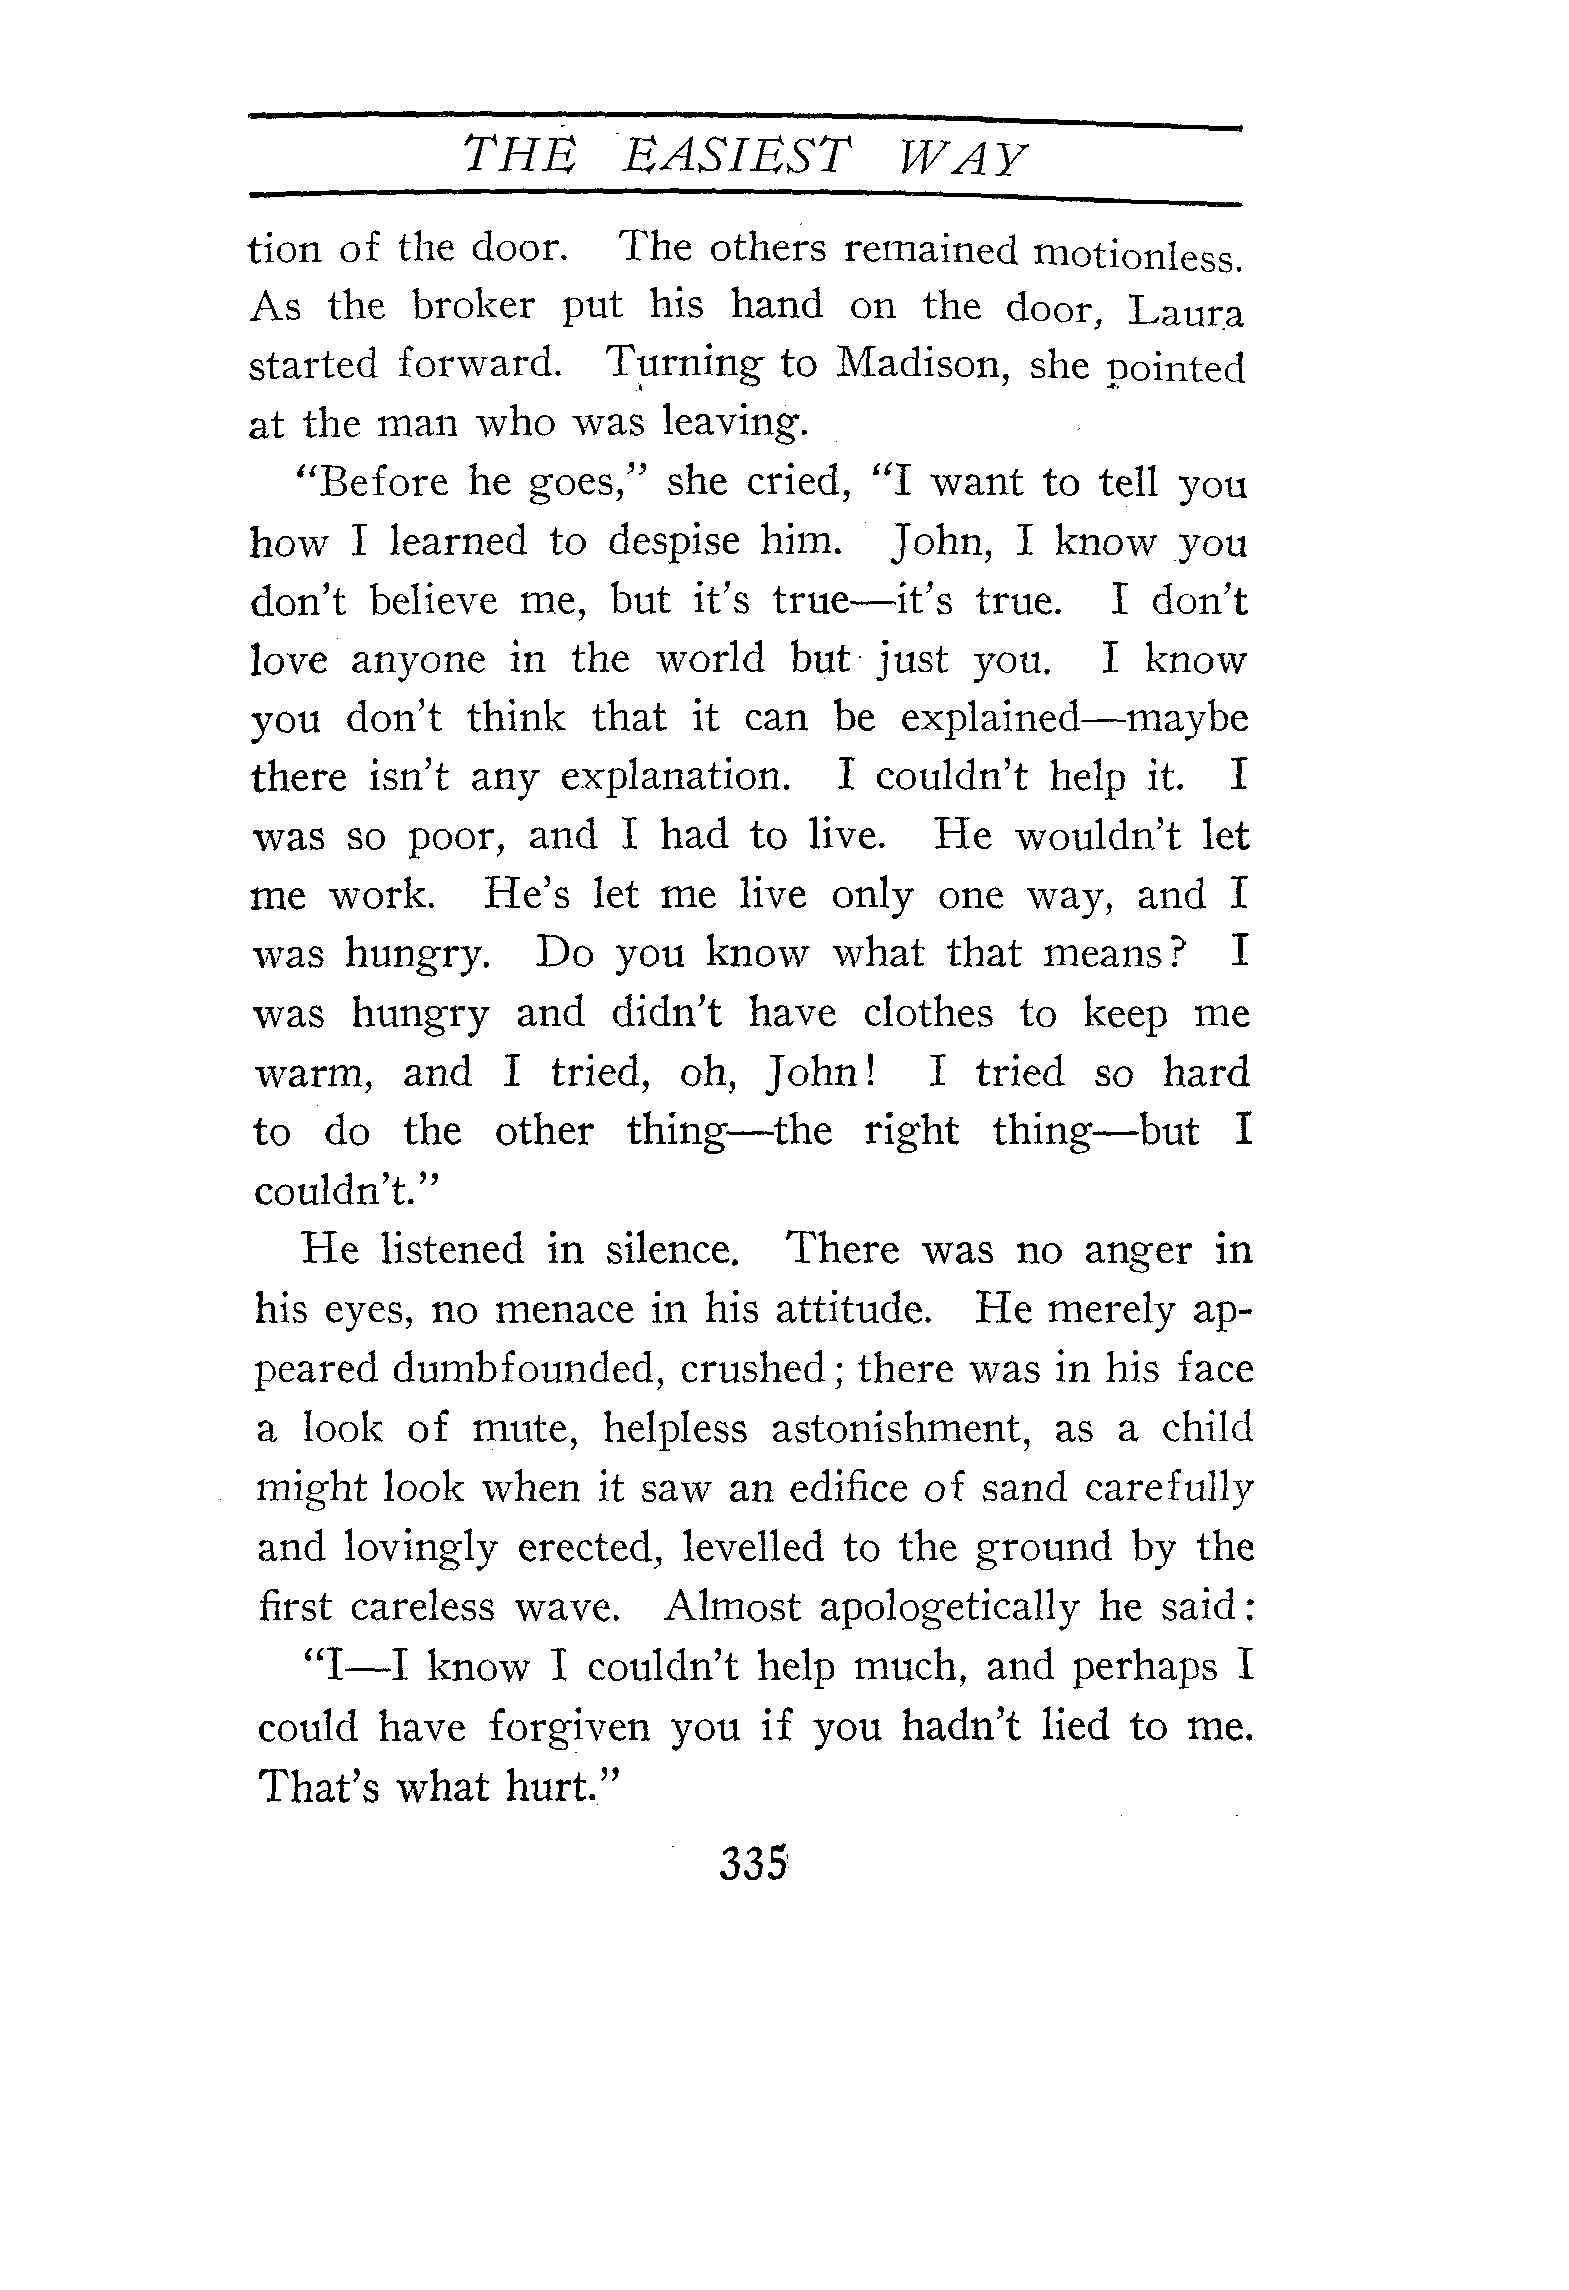 THE EASIEST WAY
tion of the door. The others remained motionless.
As the broker put his hand on the door, Laura
started forward. Turning to Madison, she pointed
at the man who was leaving.
"Before he goes," she cried, "I want to tell you
how I learned to despise him. John, I know you
don't believe me, but it's true—it's true. I don't
love anyone in the world but just you. I know
you don't think that it can be explained—maybe
there isn't any explanation. I couldn't help it. I
was so poor, and I had to live. He wouldn't let
me work. He's let me live only one way, and I
was hungry. Do you know what that means? I
was hungry and didn't have clothes to keep me
warm, and I tried, oh, John! I tried so hard
to do the other thing—the right thing—but I
couldn't."
He listened in silence. There was no anger in
his eyes, no menace in his attitude. He merely ap-
peared dumbfounded, crushed; there was in his face
a look of mute, helpless astonishment, as a child
might look when it saw an edifice of sand carefully
and lovingly erected, levelled to the ground by the
first careless wave. Almost apologetically he said:
"I—I know I couldn't help much, and perhaps I
could have forgiven you if you hadn't lied to me.
That's what hurt."
335